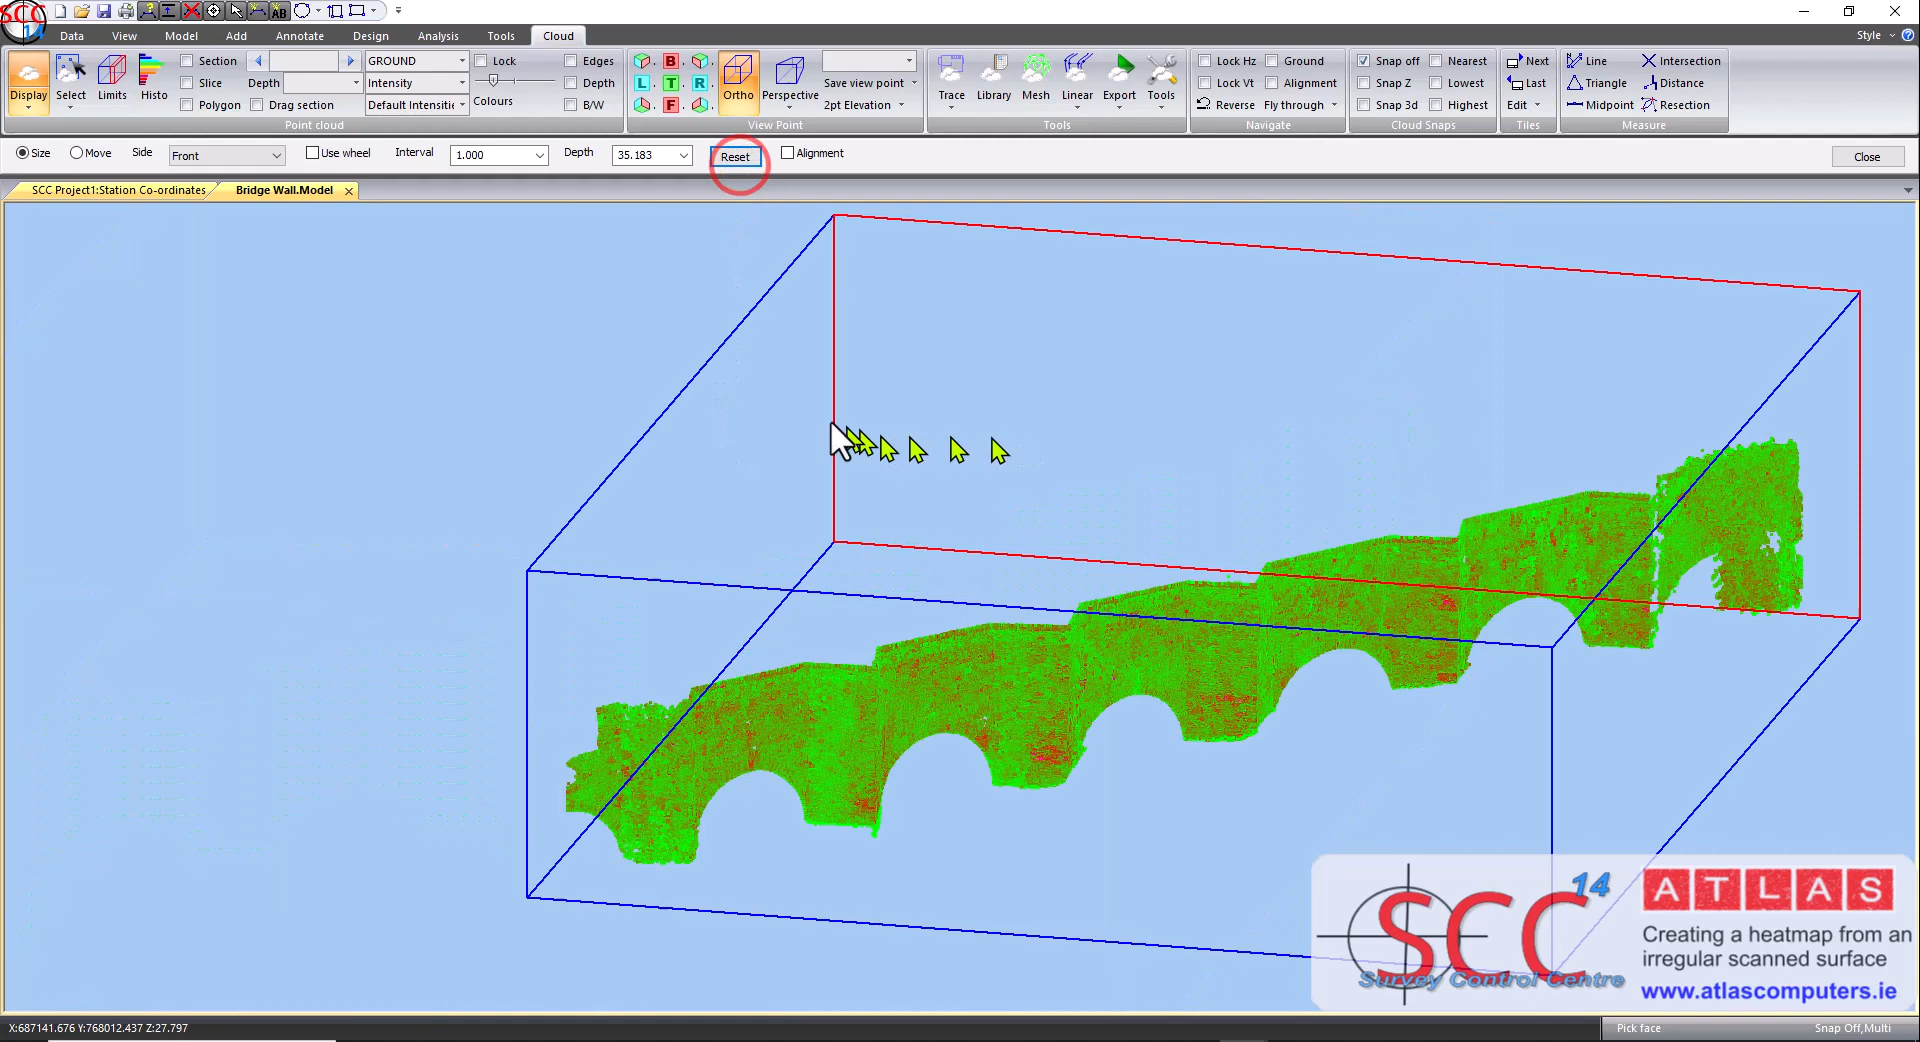 SCC
14
AB
Data View Model Add Annotate Design Analysis Tools Cloud
Style
Display Select Limits Histo
Section
Slice Depth
Polygon Drag section
GROUND
Intensity
Default Intensitie
Lock
Colours
Edges
Depth
B/W
Point cloud
B
L T R
F
Ortho Perspective
Save view point
2pt Elevation
View Point
Trace Library Mesh Linear Export Tools
Tools
Lock Hz Ground
Lock Vt Alignment
Reverse Fly through
Navigate
Snap off Nearest
Snap Z Lowest
Snap 3d Highest
Cloud Snaps
Next
Last
Edit
Tiles
Line Intersection
Triangle Distance
Midpoint Resection
Measure
Size Move Side Front Use wheel Interval 1.000 Depth 35.183 Reset Alignment Close
SCC Project1:Station Co-ordinates Bridge Wall.Model
SCC 14
Survey Control Centre
ATLAS
Creating a heatmap from an
irregular scanned surface
www.atlascomputers.ie
X:687141.676 Y:768012.437 Z:27.797 Pick face Snap Off,Multi